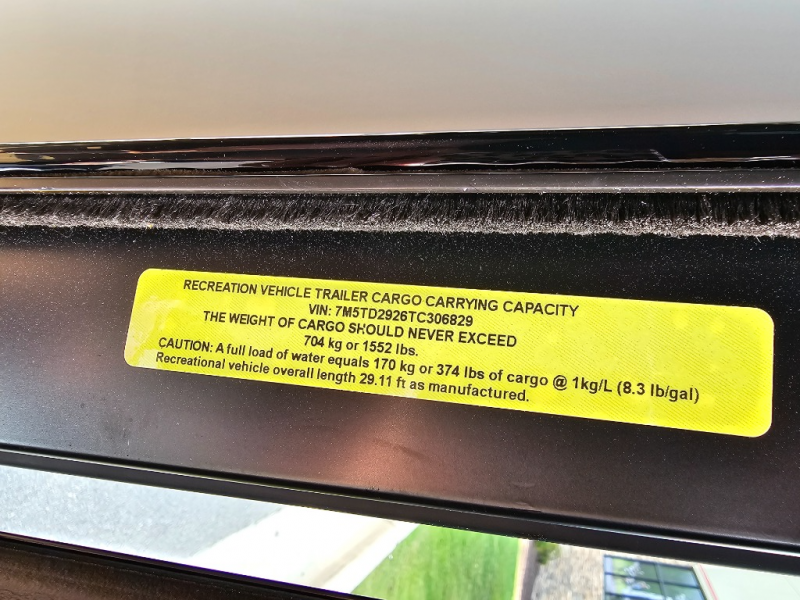 RECREATION VEHICLE TRAILER CARGO CARRYING CAPACITY
VIN: 7M5TD2926TC306829
THE WEIGHT OF CARGO SHOULD NEVER EXCEED
704 kg or 1552 lbs.
CAUTION: A full load of water equals 170 kg or 374 lbs of cargo @ 1kg/L (8.3 lb/gal)
Recreational vehicle overall length 29.11 ft as manufactured.